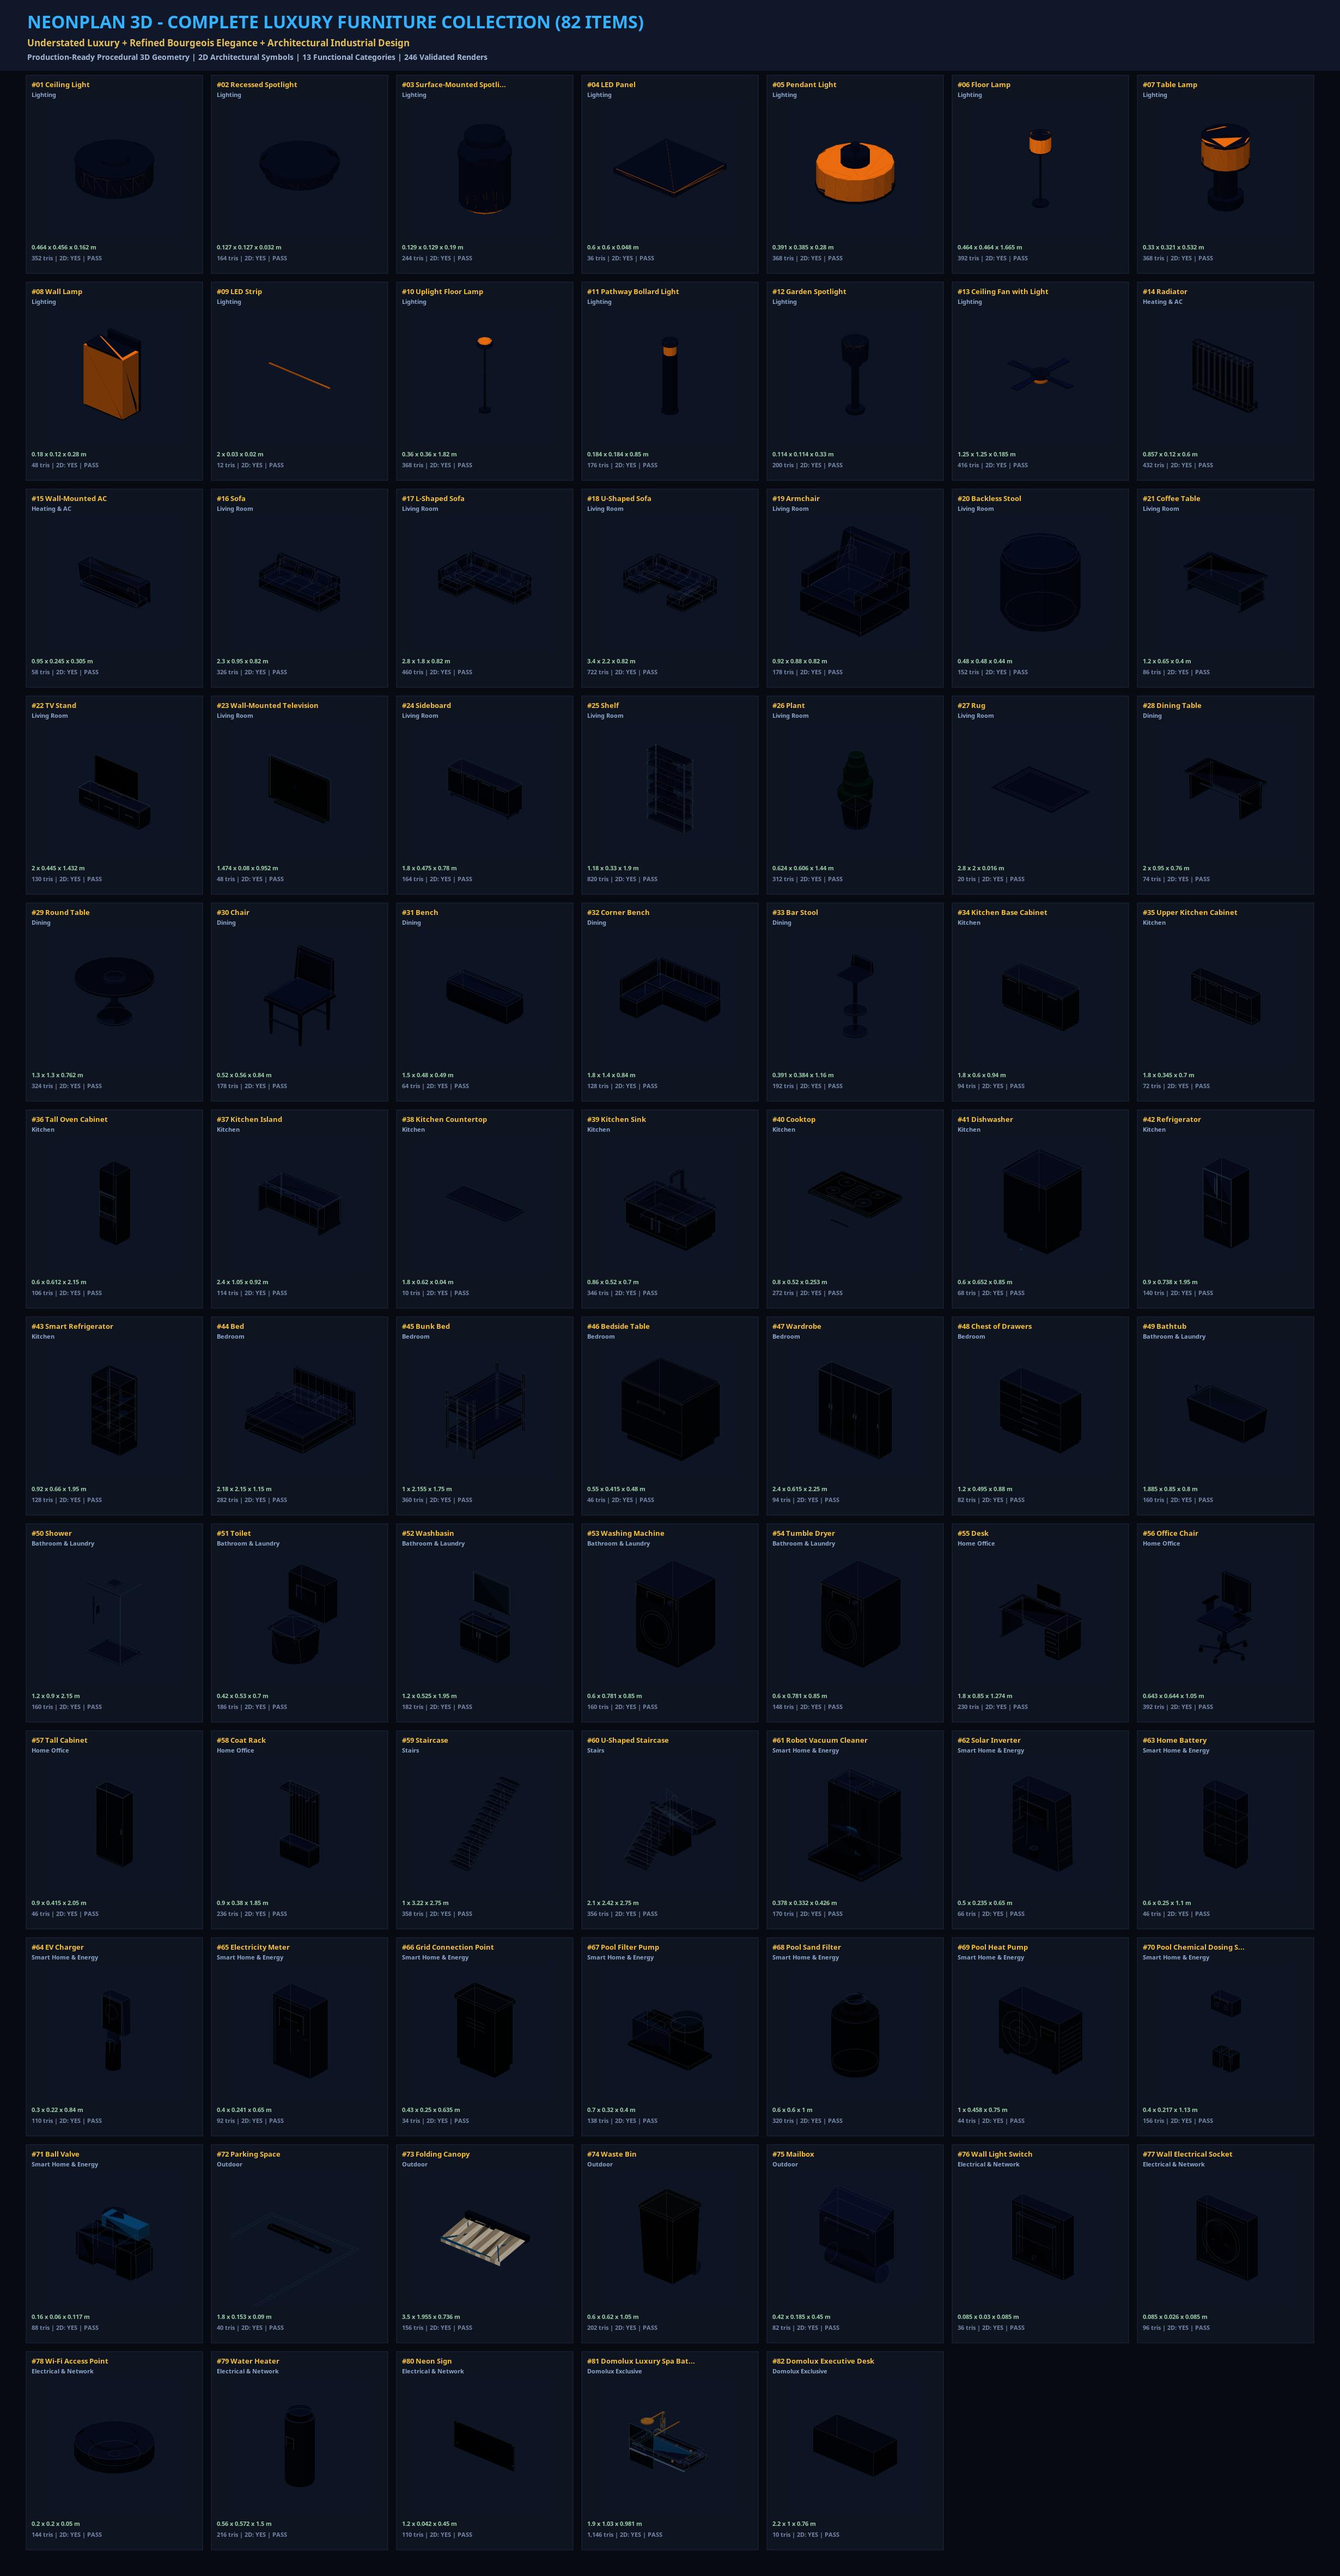 NEONPLAN 3D - COMPLETE LUXURY FURNITURE COLLECTION (82 ITEMS)
Understated Luxury + Refined Bourgeois Elegance + Architectural Industrial Design
Production-Ready Procedural 3D Geometry | 2D Architectural Symbols | 13 Functional Categories | 246 Validated Renders
#01 Ceiling Light
Lighting
0.464 x 0.456 x 0.162 m
352 tris | 2D: YES | PASS
#02 Recessed Spotlight
Lighting
0.127 x 0.127 x 0.032 m
164 tris | 2D: YES | PASS
#03 Surface-Mounted Spotli...
Lighting
0.129 x 0.129 x 0.19 m
244 tris | 2D: YES | PASS
#04 LED Panel
Lighting
0.6 x 0.6 x 0.048 m
36 tris | 2D: YES | PASS
#05 Pendant Light
Lighting
0.391 x 0.385 x 0.28 m
368 tris | 2D: YES | PASS
#06 Floor Lamp
Lighting
0.464 x 0.464 x 1.665 m
392 tris | 2D: YES | PASS
#07 Table Lamp
Lighting
0.33 x 0.321 x 0.532 m
368 tris | 2D: YES | PASS
#08 Wall Lamp
Lighting
0.18 x 0.12 x 0.28 m
48 tris | 2D: YES | PASS
#09 LED Strip
Lighting
2 x 0.03 x 0.02 m
12 tris | 2D: YES | PASS
#10 Uplight Floor Lamp
Lighting
0.36 x 0.36 x 1.82 m
368 tris | 2D: YES | PASS
#11 Pathway Bollard Light
Lighting
0.184 x 0.184 x 0.85 m
176 tris | 2D: YES | PASS
#12 Garden Spotlight
Lighting
0.114 x 0.114 x 0.33 m
200 tris | 2D: YES | PASS
#13 Ceiling Fan with Light
Lighting
1.25 x 1.25 x 0.185 m
416 tris | 2D: YES | PASS
#14 Radiator
Heating & AC
0.857 x 0.12 x 0.6 m
432 tris | 2D: YES | PASS
#15 Wall-Mounted AC
Heating & AC
0.95 x 0.245 x 0.305 m
58 tris | 2D: YES | PASS
#16 Sofa
Living Room
2.3 x 0.95 x 0.82 m
326 tris | 2D: YES | PASS
#17 L-Shaped Sofa
Living Room
2.8 x 1.8 x 0.82 m
460 tris | 2D: YES | PASS
#18 U-Shaped Sofa
Living Room
3.4 x 2.2 x 0.82 m
722 tris | 2D: YES | PASS
#19 Armchair
Living Room
0.92 x 0.88 x 0.82 m
178 tris | 2D: YES | PASS
#20 Backless Stool
Living Room
0.48 x 0.48 x 0.44 m
152 tris | 2D: YES | PASS
#21 Coffee Table
Living Room
1.2 x 0.65 x 0.4 m
86 tris | 2D: YES | PASS
#22 TV Stand
Living Room
2 x 0.445 x 1.432 m
130 tris | 2D: YES | PASS
#23 Wall-Mounted Television
Living Room
1.474 x 0.08 x 0.952 m
48 tris | 2D: YES | PASS
#24 Sideboard
Living Room
1.8 x 0.475 x 0.78 m
164 tris | 2D: YES | PASS
#25 Shelf
Living Room
1.18 x 0.33 x 1.9 m
820 tris | 2D: YES | PASS
#26 Plant
Living Room
0.624 x 0.606 x 1.44 m
312 tris | 2D: YES | PASS
#27 Rug
Living Room
2.8 x 2 x 0.016 m
20 tris | 2D: YES | PASS
#28 Dining Table
Dining
2 x 0.95 x 0.76 m
74 tris | 2D: YES | PASS
#29 Round Table
Dining
1.3 x 1.3 x 0.762 m
324 tris | 2D: YES | PASS
#30 Chair
Dining
0.52 x 0.56 x 0.84 m
178 tris | 2D: YES | PASS
#31 Bench
Dining
1.5 x 0.48 x 0.49 m
64 tris | 2D: YES | PASS
#32 Corner Bench
Dining
1.8 x 1.4 x 0.84 m
128 tris | 2D: YES | PASS
#33 Bar Stool
Dining
0.391 x 0.384 x 1.16 m
192 tris | 2D: YES | PASS
#34 Kitchen Base Cabinet
Kitchen
1.8 x 0.6 x 0.94 m
94 tris | 2D: YES | PASS
#35 Upper Kitchen Cabinet
Kitchen
1.8 x 0.345 x 0.7 m
72 tris | 2D: YES | PASS
#36 Tall Oven Cabinet
Kitchen
0.6 x 0.612 x 2.15 m
106 tris | 2D: YES | PASS
#37 Kitchen Island
Kitchen
2.4 x 1.05 x 0.92 m
114 tris | 2D: YES | PASS
#38 Kitchen Countertop
Kitchen
1.8 x 0.62 x 0.04 m
10 tris | 2D: YES | PASS
#39 Kitchen Sink
Kitchen
0.86 x 0.52 x 0.7 m
346 tris | 2D: YES | PASS
#40 Cooktop
Kitchen
0.8 x 0.52 x 0.253 m
272 tris | 2D: YES | PASS
#41 Dishwasher
Kitchen
0.6 x 0.652 x 0.85 m
68 tris | 2D: YES | PASS
#42 Refrigerator
Kitchen
0.9 x 0.738 x 1.95 m
140 tris | 2D: YES | PASS
#43 Smart Refrigerator
Kitchen
0.92 x 0.66 x 1.95 m
128 tris | 2D: YES | PASS
#44 Bed
Bedroom
2.18 x 2.15 x 1.15 m
282 tris | 2D: YES | PASS
#45 Bunk Bed
Bedroom
1 x 2.155 x 1.75 m
360 tris | 2D: YES | PASS
#46 Bedside Table
Bedroom
0.55 x 0.415 x 0.48 m
46 tris | 2D: YES | PASS
#47 Wardrobe
Bedroom
2.4 x 0.615 x 2.25 m
94 tris | 2D: YES | PASS
#48 Chest of Drawers
Bedroom
1.2 x 0.495 x 0.88 m
82 tris | 2D: YES | PASS
#49 Bathtub
Bathroom & Laundry
1.885 x 0.85 x 0.8 m
160 tris | 2D: YES | PASS
#50 Shower
Bathroom & Laundry
1.2 x 0.9 x 2.15 m
160 tris | 2D: YES | PASS
#51 Toilet
Bathroom & Laundry
0.42 x 0.53 x 0.7 m
186 tris | 2D: YES | PASS
#52 Washbasin
Bathroom & Laundry
1.2 x 0.525 x 1.95 m
182 tris | 2D: YES | PASS
#53 Washing Machine
Bathroom & Laundry
0.6 x 0.781 x 0.85 m
160 tris | 2D: YES | PASS
#54 Tumble Dryer
Bathroom & Laundry
0.6 x 0.781 x 0.85 m
148 tris | 2D: YES | PASS
#55 Desk
Home Office
1.8 x 0.85 x 1.274 m
230 tris | 2D: YES | PASS
#56 Office Chair
Home Office
0.643 x 0.644 x 1.05 m
392 tris | 2D: YES | PASS
#57 Tall Cabinet
Home Office
0.9 x 0.415 x 2.05 m
46 tris | 2D: YES | PASS
#58 Coat Rack
Home Office
0.9 x 0.38 x 1.85 m
236 tris | 2D: YES | PASS
#59 Staircase
Stairs
1 x 3.22 x 2.75 m
358 tris | 2D: YES | PASS
#60 U-Shaped Staircase
Stairs
2.1 x 2.42 x 2.75 m
356 tris | 2D: YES | PASS
#61 Robot Vacuum Cleaner
Smart Home & Energy
0.378 x 0.332 x 0.426 m
170 tris | 2D: YES | PASS
#62 Solar Inverter
Smart Home & Energy
0.5 x 0.235 x 0.65 m
66 tris | 2D: YES | PASS
#63 Home Battery
Smart Home & Energy
0.6 x 0.25 x 1.1 m
46 tris | 2D: YES | PASS
#64 EV Charger
Smart Home & Energy
0.3 x 0.22 x 0.84 m
110 tris | 2D: YES | PASS
#65 Electricity Meter
Smart Home & Energy
0.4 x 0.241 x 0.65 m
92 tris | 2D: YES | PASS
#66 Grid Connection Point
Smart Home & Energy
0.43 x 0.25 x 0.635 m
34 tris | 2D: YES | PASS
#67 Pool Filter Pump
Smart Home & Energy
0.7 x 0.32 x 0.4 m
138 tris | 2D: YES | PASS
#68 Pool Sand Filter
Smart Home & Energy
0.6 x 0.6 x 1 m
320 tris | 2D: YES | PASS
#69 Pool Heat Pump
Smart Home & Energy
1 x 0.458 x 0.75 m
44 tris | 2D: YES | PASS
#70 Pool Chemical Dosing S...
Smart Home & Energy
0.4 x 0.217 x 1.13 m
156 tris | 2D: YES | PASS
#71 Ball Valve
Smart Home & Energy
0.16 x 0.06 x 0.117 m
88 tris | 2D: YES | PASS
#72 Parking Space
Outdoor
1.8 x 0.153 x 0.09 m
40 tris | 2D: YES | PASS
#73 Folding Canopy
Outdoor
3.5 x 1.955 x 0.736 m
156 tris | 2D: YES | PASS
#74 Waste Bin
Outdoor
0.6 x 0.62 x 1.05 m
202 tris | 2D: YES | PASS
#75 Mailbox
Outdoor
0.42 x 0.185 x 0.45 m
82 tris | 2D: YES | PASS
#76 Wall Light Switch
Electrical & Network
0.085 x 0.03 x 0.085 m
36 tris | 2D: YES | PASS
#77 Wall Electrical Socket
Electrical & Network
0.085 x 0.026 x 0.085 m
96 tris | 2D: YES | PASS
#78 Wi-Fi Access Point
Electrical & Network
0.2 x 0.2 x 0.05 m
144 tris | 2D: YES | PASS
#79 Water Heater
Electrical & Network
0.56 x 0.572 x 1.5 m
216 tris | 2D: YES | PASS
#80 Neon Sign
Electrical & Network
1.2 x 0.042 x 0.45 m
110 tris | 2D: YES | PASS
#81 Domolux Luxury Spa Bat...
Domolux Exclusive
1.9 x 1.03 x 0.981 m
1,146 tris | 2D: YES | PASS
#82 Domolux Executive Desk
Domolux Exclusive
2.2 x 1 x 0.76 m
10 tris | 2D: YES | PASS